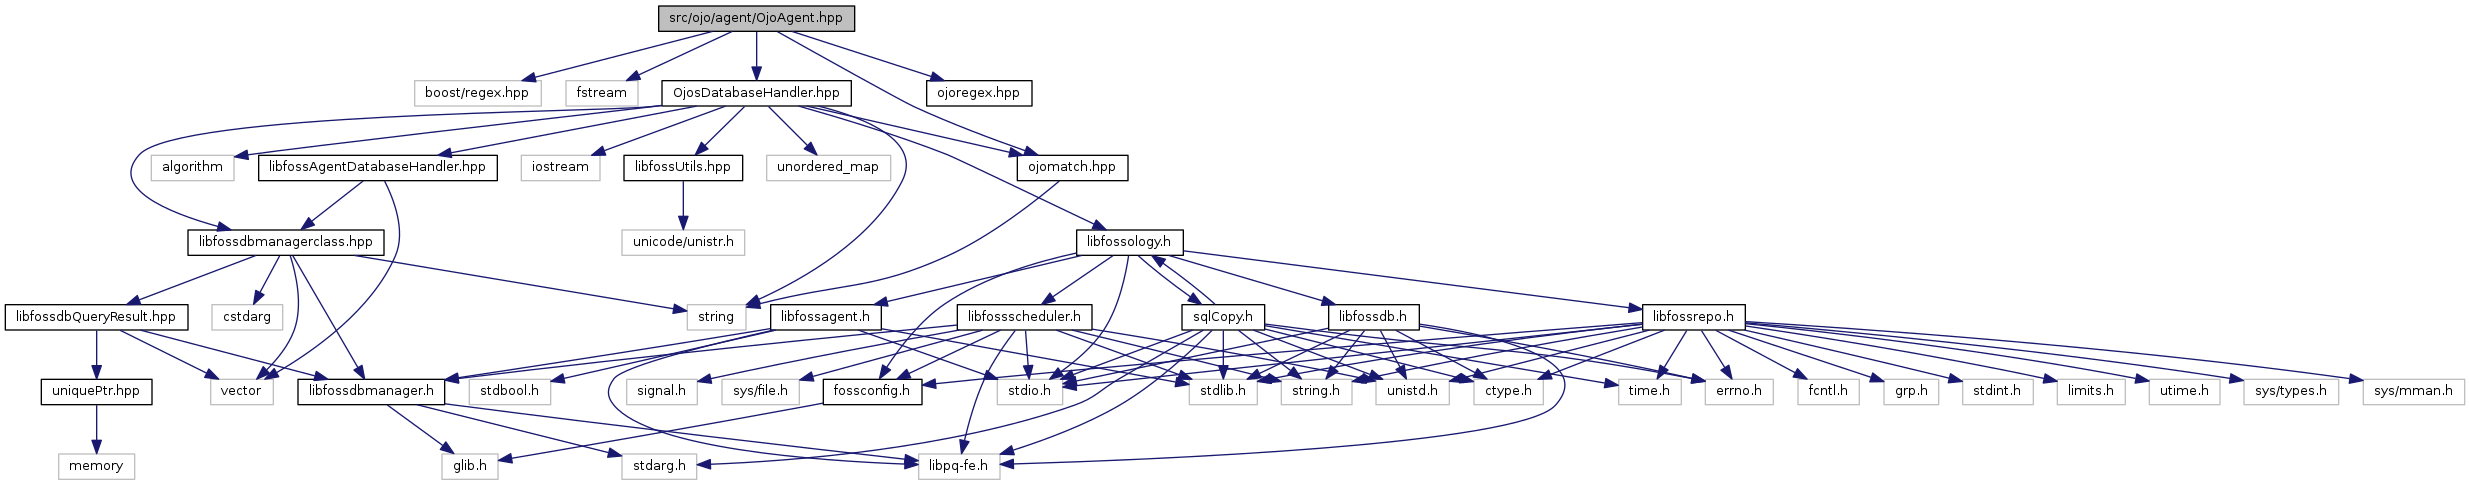 src/ojo/agent/OjoAgent.hpp
boost/regex.hpp
fstream
OjosDatabaseHandler.hpp
ojoregex.hpp
algorithm
libfossAgentDatabaseHandler.hpp
iostream
libfossUtils.hpp
unordered_map
ojomatch.hpp
libfossdbmanagerclass.hpp
unicode/unistr.h
libfossology.h
libfossdbQueryResult.hpp
cstdarg
string
libfossagent.h
libfossscheduler.h
sqlCopy.h
libfossdb.h
libfossrepo.h
uniquePtr.hpp
vector
libfossdbmanager.h
stdbool.h
signal.h
sys/file.h
fossconfig.h
stdio.h
stdlib.h
string.h
unistd.h
ctype.h
time.h
errno.h
fcntl.h
grp.h
stdint.h
limits.h
utime.h
sys/types.h
sys/mman.h
memory
glib.h
stdarg.h
libpq-fe.h